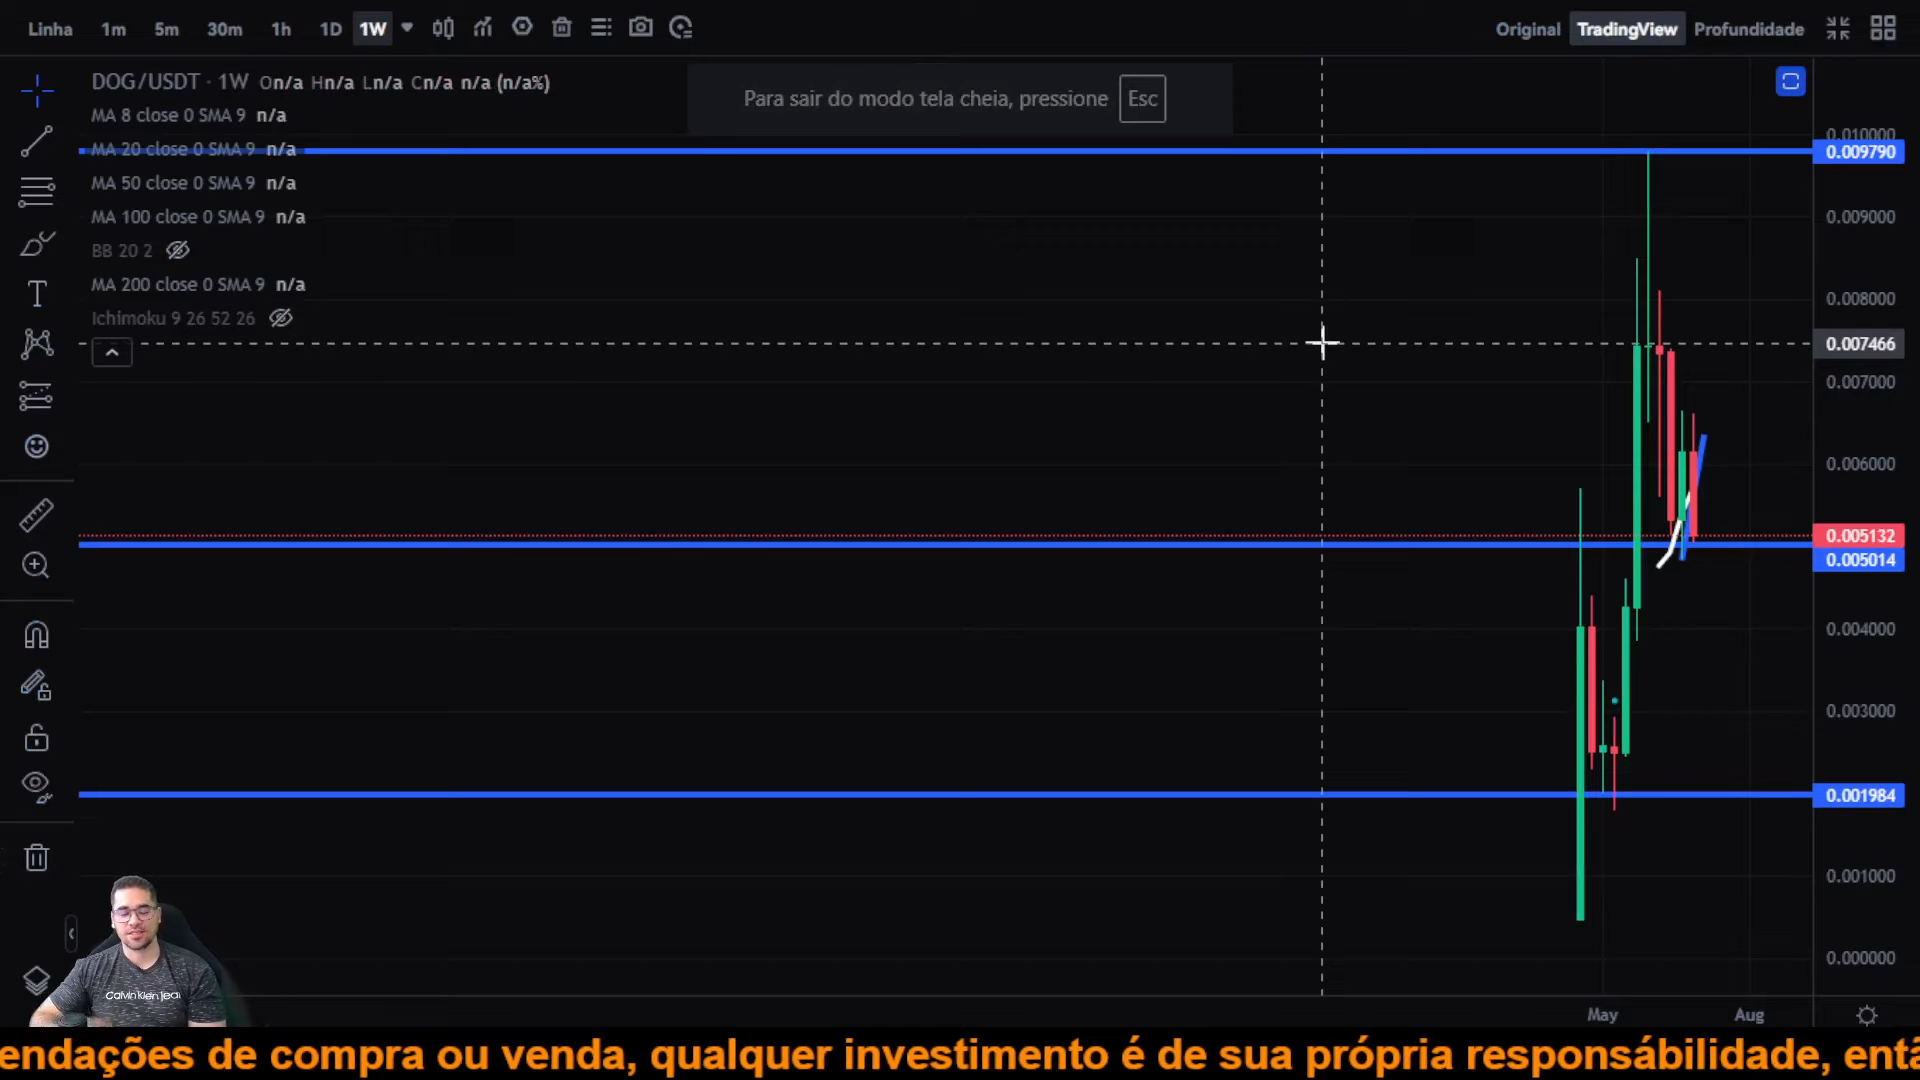 Linha 1m 5m 30m 1h 1D 1W Original TradingView Profundidade
DOG/USDT · 1W On/a Hn/a Ln/a Cn/a n/a (n/a%)
Para sair do modo tela cheia, pressione Esc
MA 8 close 0 SMA 9 n/a
MA 20 close 0 SMA 9 n/a
MA 50 close 0 SMA 9 n/a
MA 100 close 0 SMA 9 n/a
BB 20 2
MA 200 close 0 SMA 9 n/a
Ichimoku 9 26 52 26
0.010000
0.009790
0.009000
0.008000
0.007466
0.007000
0.006000
0.005132
0.005014
0.004000
0.003000
0.001984
0.001000
0.000000
May Aug
Calvin Klein Jea
endações de compra ou venda, qualquer investimento é de sua própria responsábilidade, entã